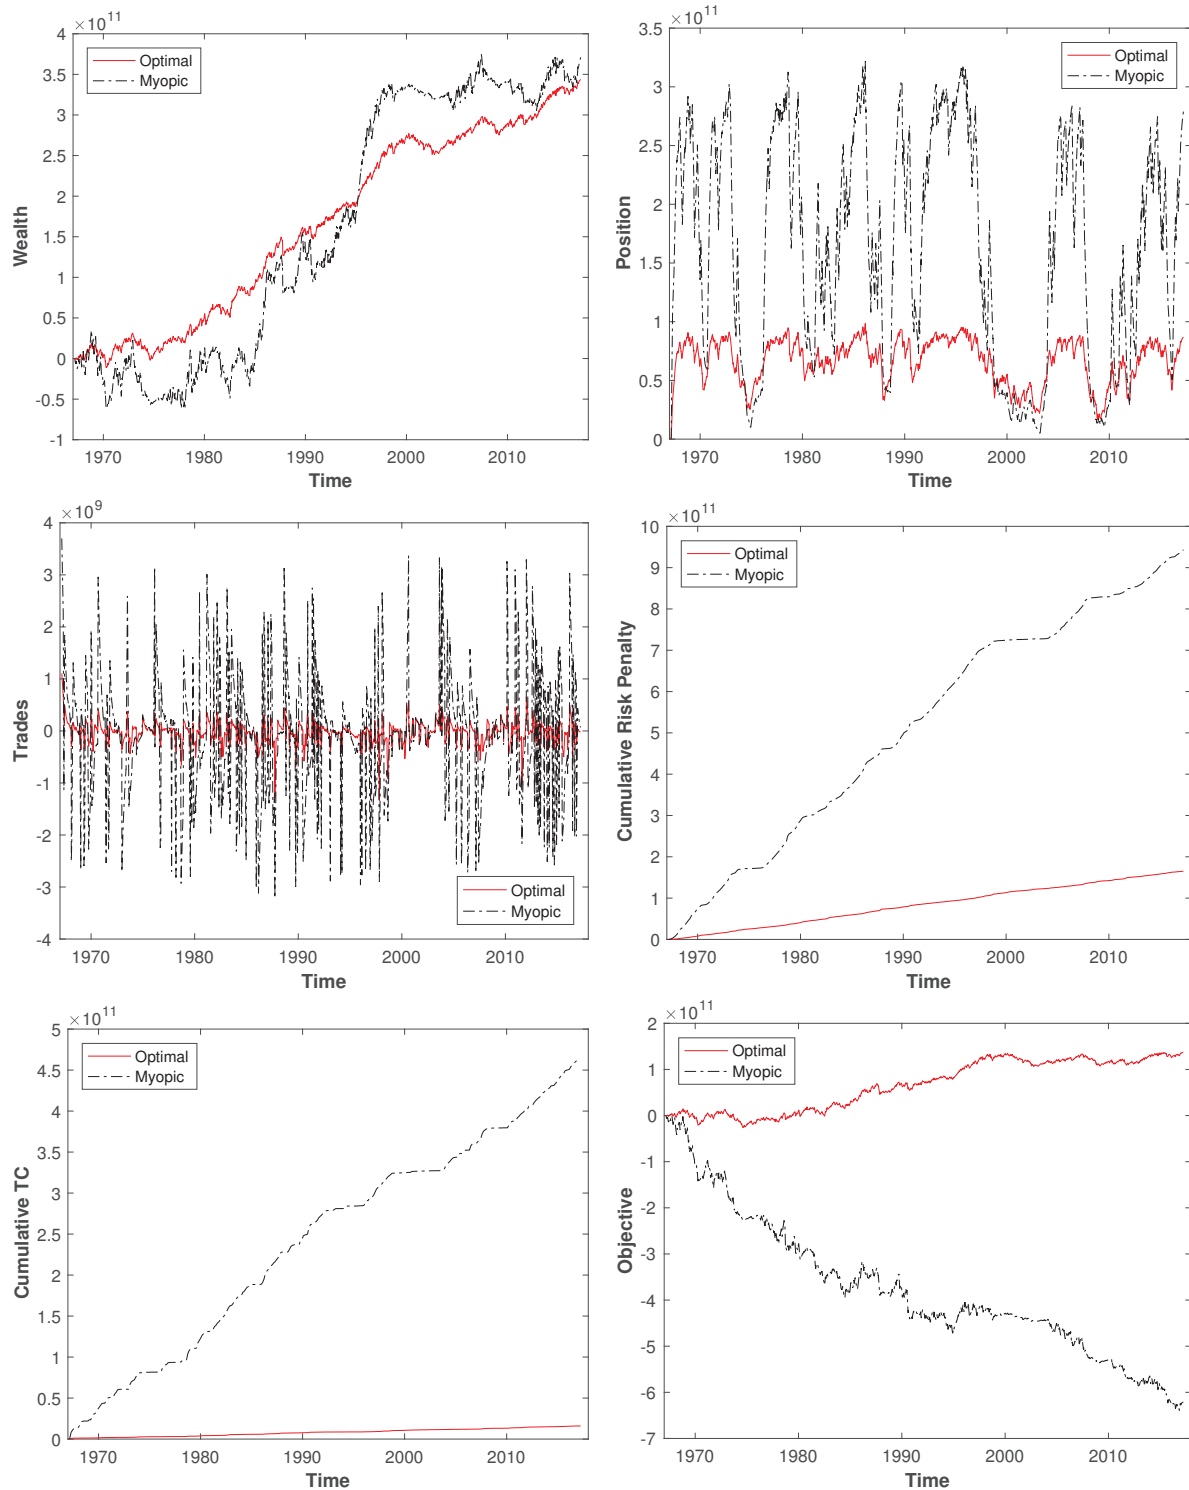 ×10^11
4
3.5
3
2.5
2
1.5
1
0.5
0
-0.5
-1
1970 1980 1990 2000 2010
Wealth
Time
Optimal
Myopic
×10^11
3.5
3
2.5
2
1.5
1
0.5
0
1970 1980 1990 2000 2010
Position
Time
Optimal
Myopic
×10^9
4
3
2
1
0
-1
-2
-3
-4
1970 1980 1990 2000 2010
Trades
Time
Optimal
Myopic
×10^11
10
9
8
7
6
5
4
3
2
1
0
1970 1980 1990 2000 2010
Cumulative Risk Penalty
Time
Optimal
Myopic
×10^11
5
4.5
4
3.5
3
2.5
2
1.5
1
0.5
0
1970 1980 1990 2000 2010
Cumulative TC
Time
Optimal
Myopic
×10^11
2
1
0
-1
-2
-3
-4
-5
-6
-7
1970 1980 1990 2000 2010
Objective
Time
Optimal
Myopic